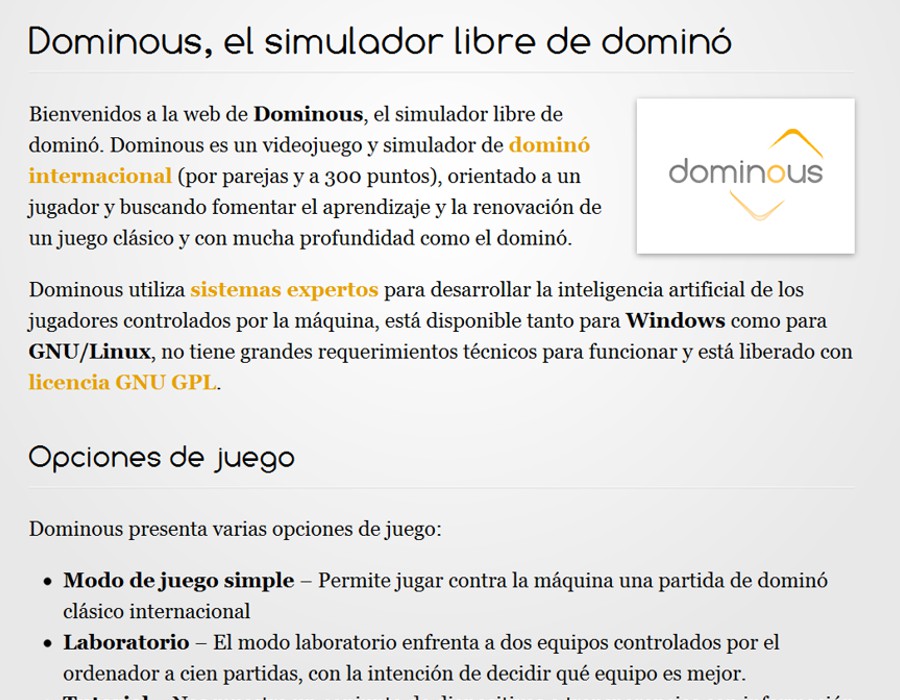 Dominous, el simulador libre de dominó
Bienvenidos a la web de Dominous, el simulador libre de
dominó. Dominous es un videojuego y simulador de dominó
internacional (por parejas y a 300 puntos), orientado a un
jugador y buscando fomentar el aprendizaje y la renovación de
un juego clásico y con mucha profundidad como el dominó.
dominous
Dominous utiliza sistemas expertos para desarrollar la inteligencia artificial de los
jugadores controlados por la máquina, está disponible tanto para Windows como para
GNU/Linux, no tiene grandes requerimientos técnicos para funcionar y está liberado con
licencia GNU GPL.
Opciones de juego
Dominous presenta varias opciones de juego:
• Modo de juego simple – Permite jugar contra la máquina una partida de dominó
clásico internacional
• Laboratorio – El modo laboratorio enfrenta a dos equipos controlados por el
ordenador a cien partidas, con la intención de decidir qué equipo es mejor.